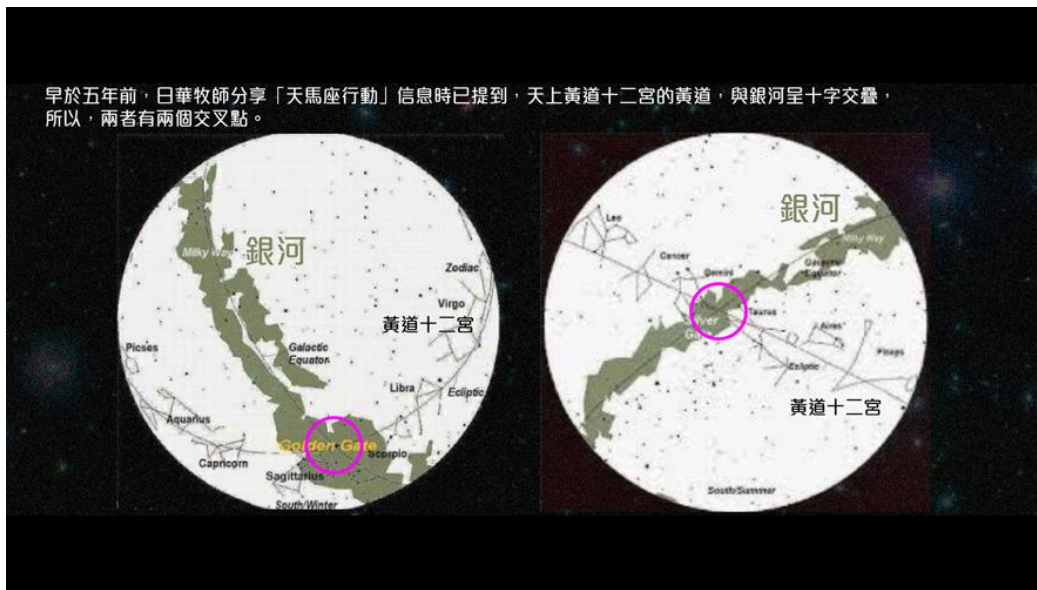 早於五年前，日華牧師分享「天馬座行動」信息時已提到，天上黃道十二宮的黃道，與銀河呈十字交疊，
所以，兩者有兩個交叉點。
Milky Way
銀河
Zodiac
Virgo
黃道十二宮
Picses
Galactic
Equator
Libra
Ecliptic
Aquarius
Golden Gate
Scorpio
Capricorn
Sagittarius
South/Winter
銀河
Leo
Milky Way
Cancer
Gemini
Galactic
Equator
Taurus
Aires
Pisces
Ecliptic
黃道十二宮
South/Summer